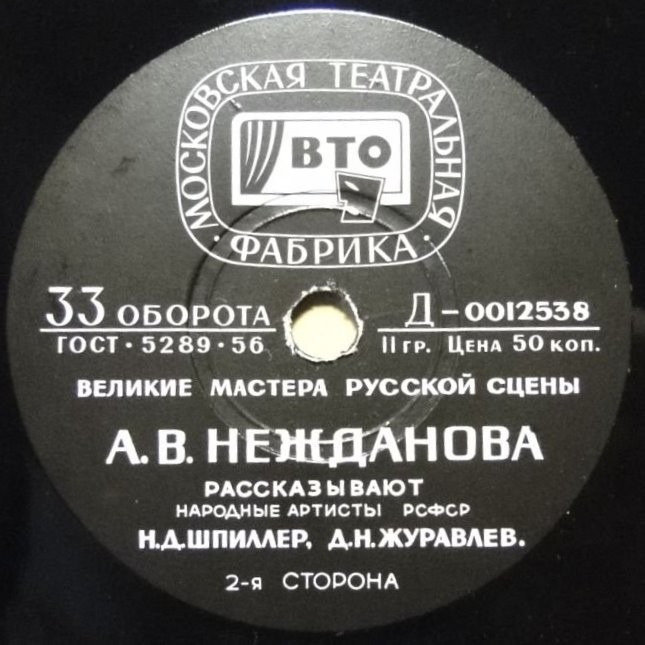 МОСКОВСКАЯ ТЕАТРАЛЬНАЯ
ВТО
· ФАБРИКА ·
33 ОБОРОТА
ГОСТ · 5289 · 56
Д – 0012538
II гр. Цена 50 коп.
ВЕЛИКИЕ МАСТЕРА РУССКОЙ СЦЕНЫ
А. В. НЕЖДАНОВА
РАССКАЗЫВАЮТ
НАРОДНЫЕ АРТИСТЫ РСФСР
Н.Д. ШПИЛЛЕР, Д.Н. ЖУРАВЛЕВ.
2-я СТОРОНА